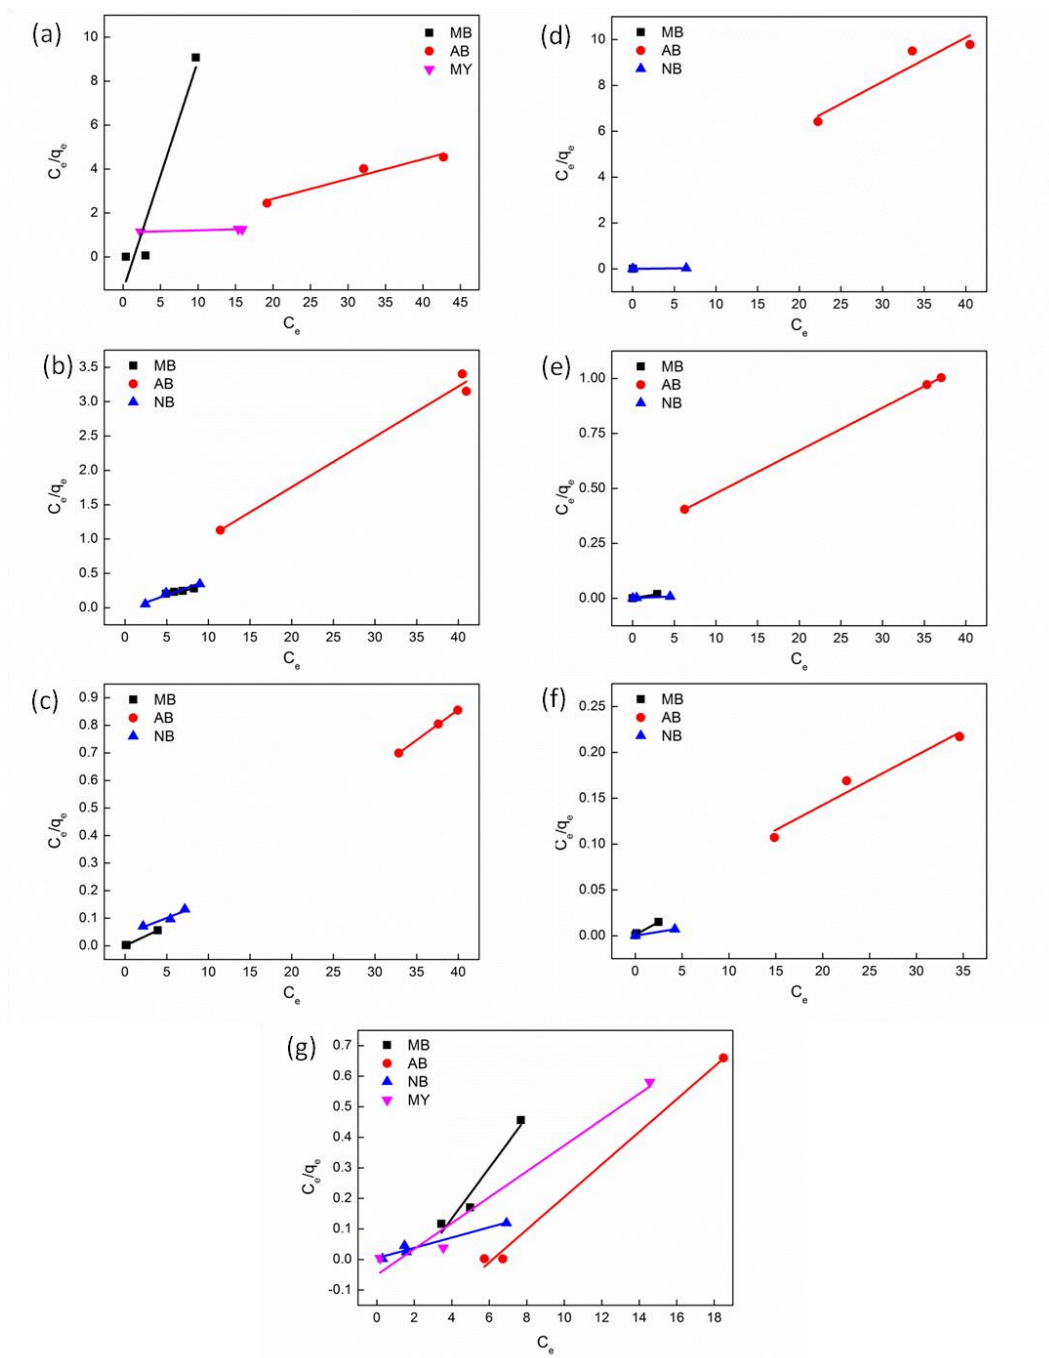 (a)
MB
AB
MY
10
8
6
4
2
0
Ce/qe
0 5 10 15 20 25 30 35 40 45
Ce
(d)
MB
AB
NB
10
8
6
4
2
0
Ce/qe
0 5 10 15 20 25 30 35 40
Ce
(b)
MB
AB
NB
3.5
3.0
2.5
2.0
1.5
1.0
0.5
0.0
Ce/qe
0 5 10 15 20 25 30 35 40
Ce
(e)
MB
AB
NB
1.00
0.75
0.50
0.25
0.00
Ce/qe
0 5 10 15 20 25 30 35 40
Ce
(c)
MB
AB
NB
0.9
0.8
0.7
0.6
0.5
0.4
0.3
0.2
0.1
0.0
Ce/qe
0 5 10 15 20 25 30 35 40
Ce
(f)
MB
AB
NB
0.25
0.20
0.15
0.10
0.05
0.00
Ce/qe
0 5 10 15 20 25 30 35
Ce
(g)
MB
AB
NB
MY
0.7
0.6
0.5
0.4
0.3
0.2
0.1
0.0
-0.1
Ce/qe
0 2 4 6 8 10 12 14 16 18
Ce